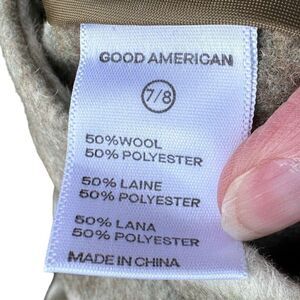 GOOD AMERICAN
7/8
50%WOOL
50% POLYESTER
50% LAINE
50% POLYESTER
50% LANA
50% POLYESTER
MADE IN CHINA